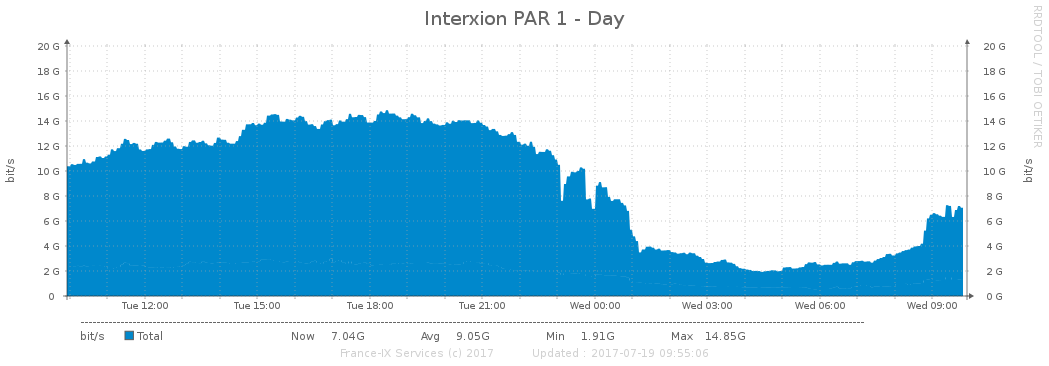 Interxion PAR 1 - Day
RRDTOOL / TOBI OETIKER
bit/s
20 G
18 G
16 G
14 G
12 G
10 G
8 G
6 G
4 G
2 G
0
20 G
18 G
16 G
14 G
12 G
10 G
8 G
6 G
4 G
2 G
0 G
bit/s
Tue 12:00 Tue 15:00 Tue 18:00 Tue 21:00 Wed 00:00 Wed 03:00 Wed 06:00 Wed 09:00
bit/s Total Now 7.04G Avg 9.05G Min 1.91G Max 14.85G
France-IX Services (c) 2017 Updated : 2017-07-19 09:55:06